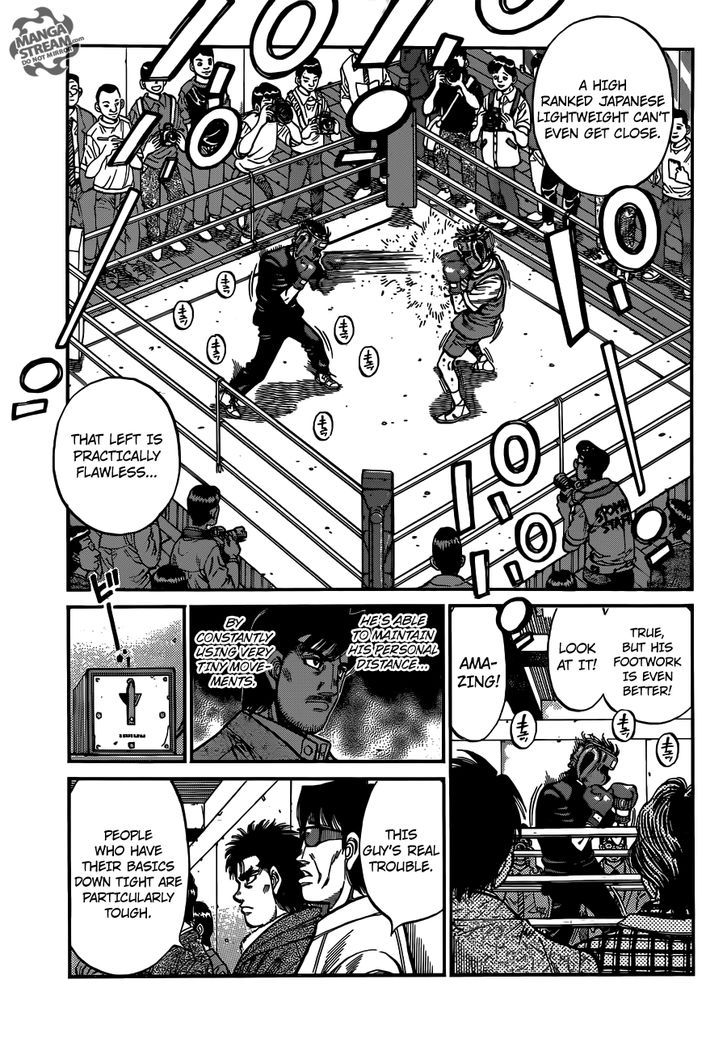 MANGA
STREAM.com
DO NOT MIRROR
A HIGH
RANKED JAPANESE
LIGHTWEIGHT CAN'T
EVEN GET CLOSE.
THAT LEFT IS
PRACTICALLY
FLAWLESS...
STAFF
ビ
TRUE,
BUT HIS
FOOTWORK
IS EVEN
BETTER!
LOOK
AT IT!
AMA-
ZING!
HE'S ABLE
TO MAINTAIN
HIS PERSONAL
DISTANCE...
BY
CONSTANTLY
USING VERY
TINY MOVE-
MENTS.
THIS
GUY'S REAL
TROUBLE.
PEOPLE
WHO HAVE
THEIR BASICS
DOWN TIGHT ARE
PARTICULARLY
TOUGH.